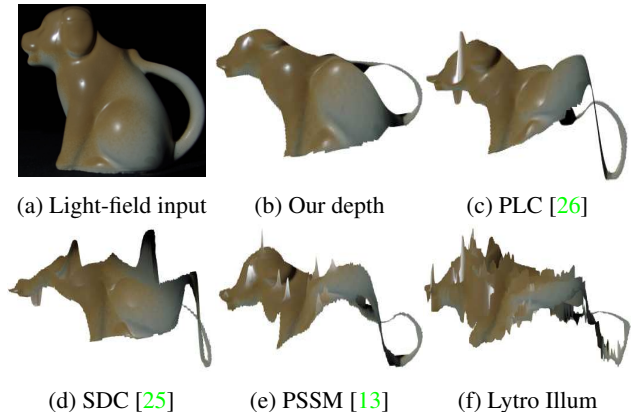 (a) Light-field input (b) Our depth (c) PLC [26]
(d) SDC [25] (e) PSSM [13] (f) Lytro Illum